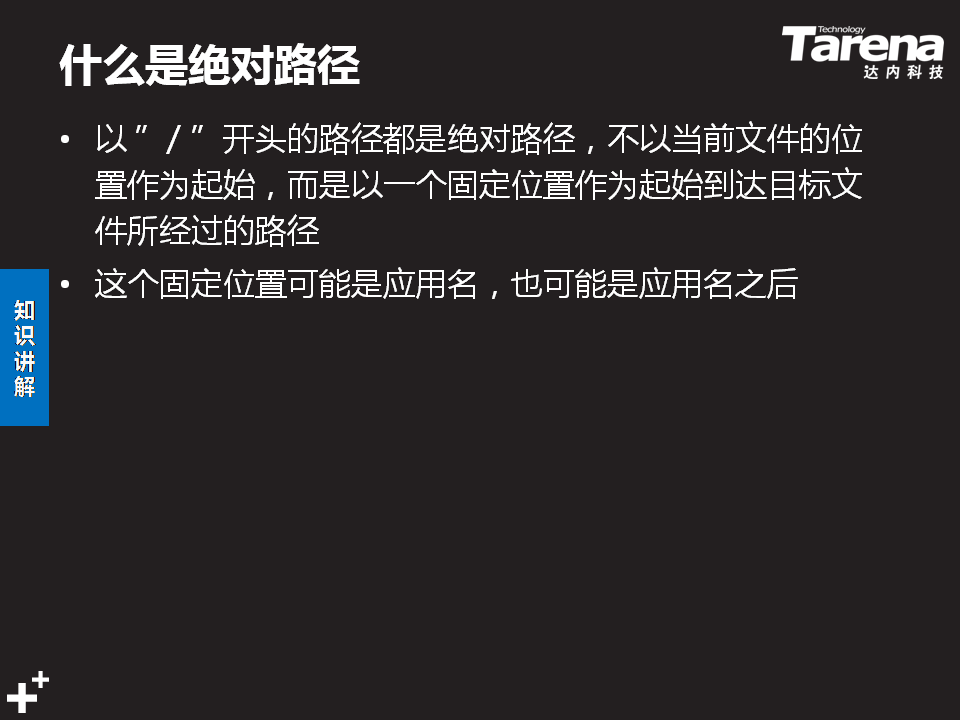 什么是绝对路径
Technology
Tarena
达内科技
• 以”/”开头的路径都是绝对路径，不以当前文件的位
置作为起始，而是以一个固定位置作为起始到达目标文
件所经过的路径
• 这个固定位置可能是应用名，也可能是应用名之后
知
识
讲
解